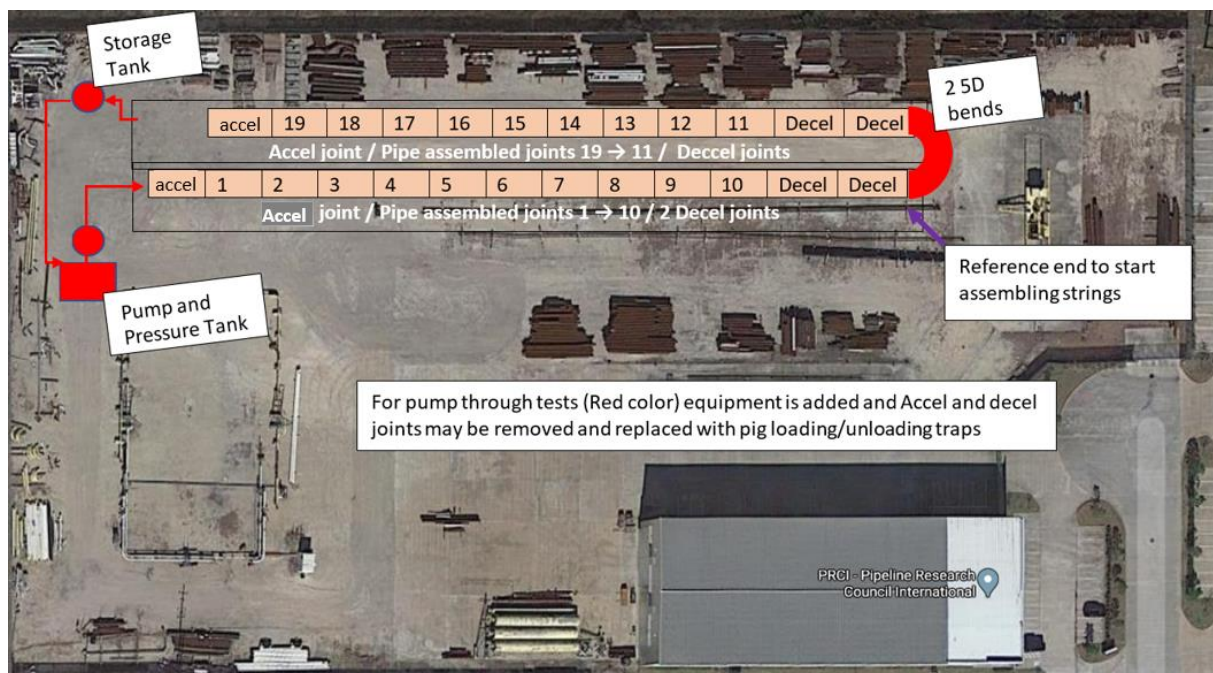 Storage
Tank
2 5D
bends
accel 19 18 17 16 15 14 13 12 11 Decel Decel
Accel joint / Pipe assembled joints 19 → 11 / Deccel joints
accel 1 2 3 4 5 6 7 8 9 10 Decel Decel
Accel joint / Pipe assembled joints 1 → 10 / 2 Decel joints
Reference end to start
assembling strings
Pump and
Pressure Tank
For pump through tests (Red color) equipment is added and Accel and decel
joints may be removed and replaced with pig loading/unloading traps
PRCI - Pipeline Research
Council International